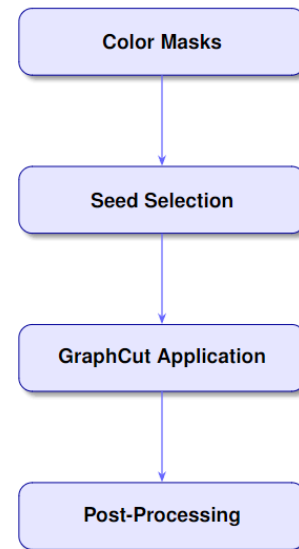 Color Masks
Seed Selection
GraphCut Application
Post-Processing